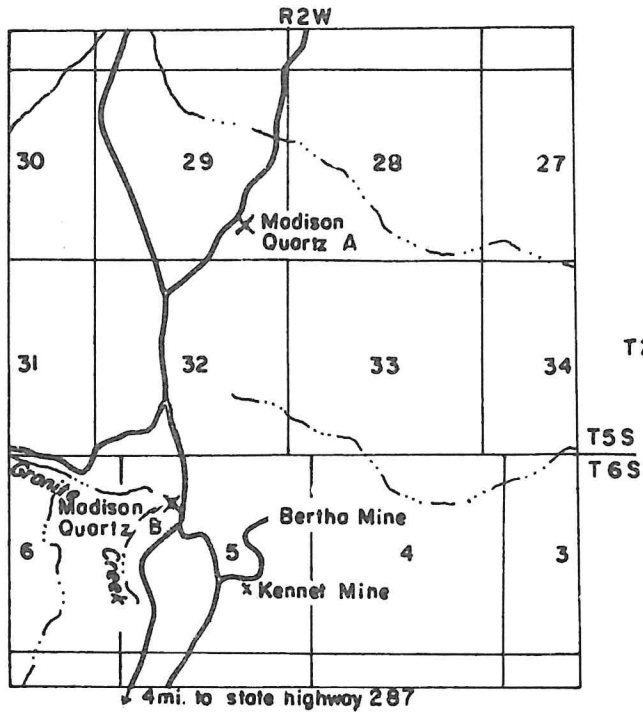 R2W
30 29 28 27
Madison
Quartz A
31 32 33 34
T5S
T6S
Granite
Creek
Madison
Quartz B
6 5 4 3
Bertha Mine
Kennet Mine
4mi. to state highway 287